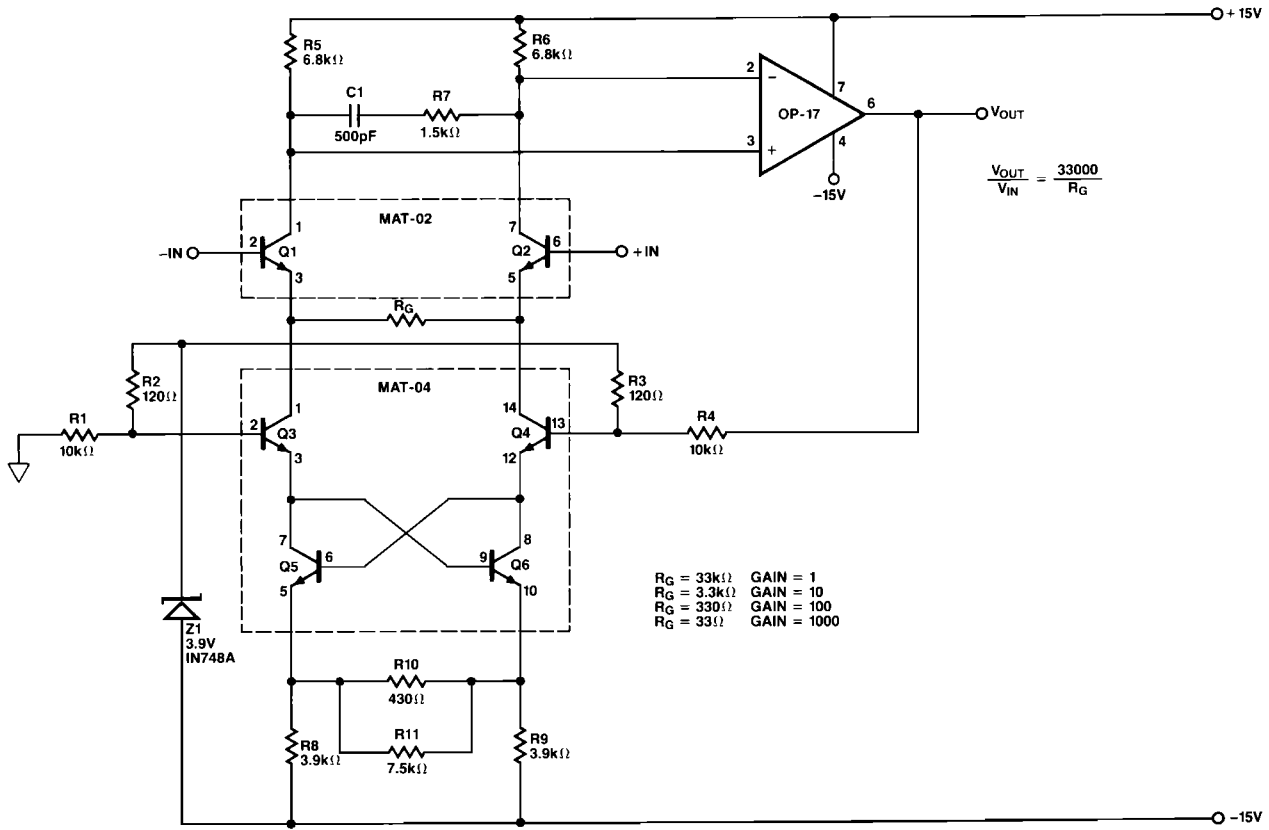 +15V
R5
6.8kΩ
R6
6.8kΩ
C1
500pF
R7
1.5kΩ
2
−
7
OP-17
6
VOUT
3
+
4
−15V
VOUT
VIN
=
33000
RG
MAT-02
1
7
−IN
2
Q1
Q2
6
+IN
3
5
RG
R2
120Ω
MAT-04
R3
120Ω
R1
10kΩ
1
14
2
Q3
Q4
13
R4
10kΩ
3
12
7
8
Q5
6
9
Q6
5
10
RG = 33kΩ GAIN = 1
RG = 3.3kΩ GAIN = 10
RG = 330Ω GAIN = 100
RG = 33Ω GAIN = 1000
Z1
3.9V
IN748A
R10
430Ω
R8
3.9kΩ
R11
7.5kΩ
R9
3.9kΩ
−15V